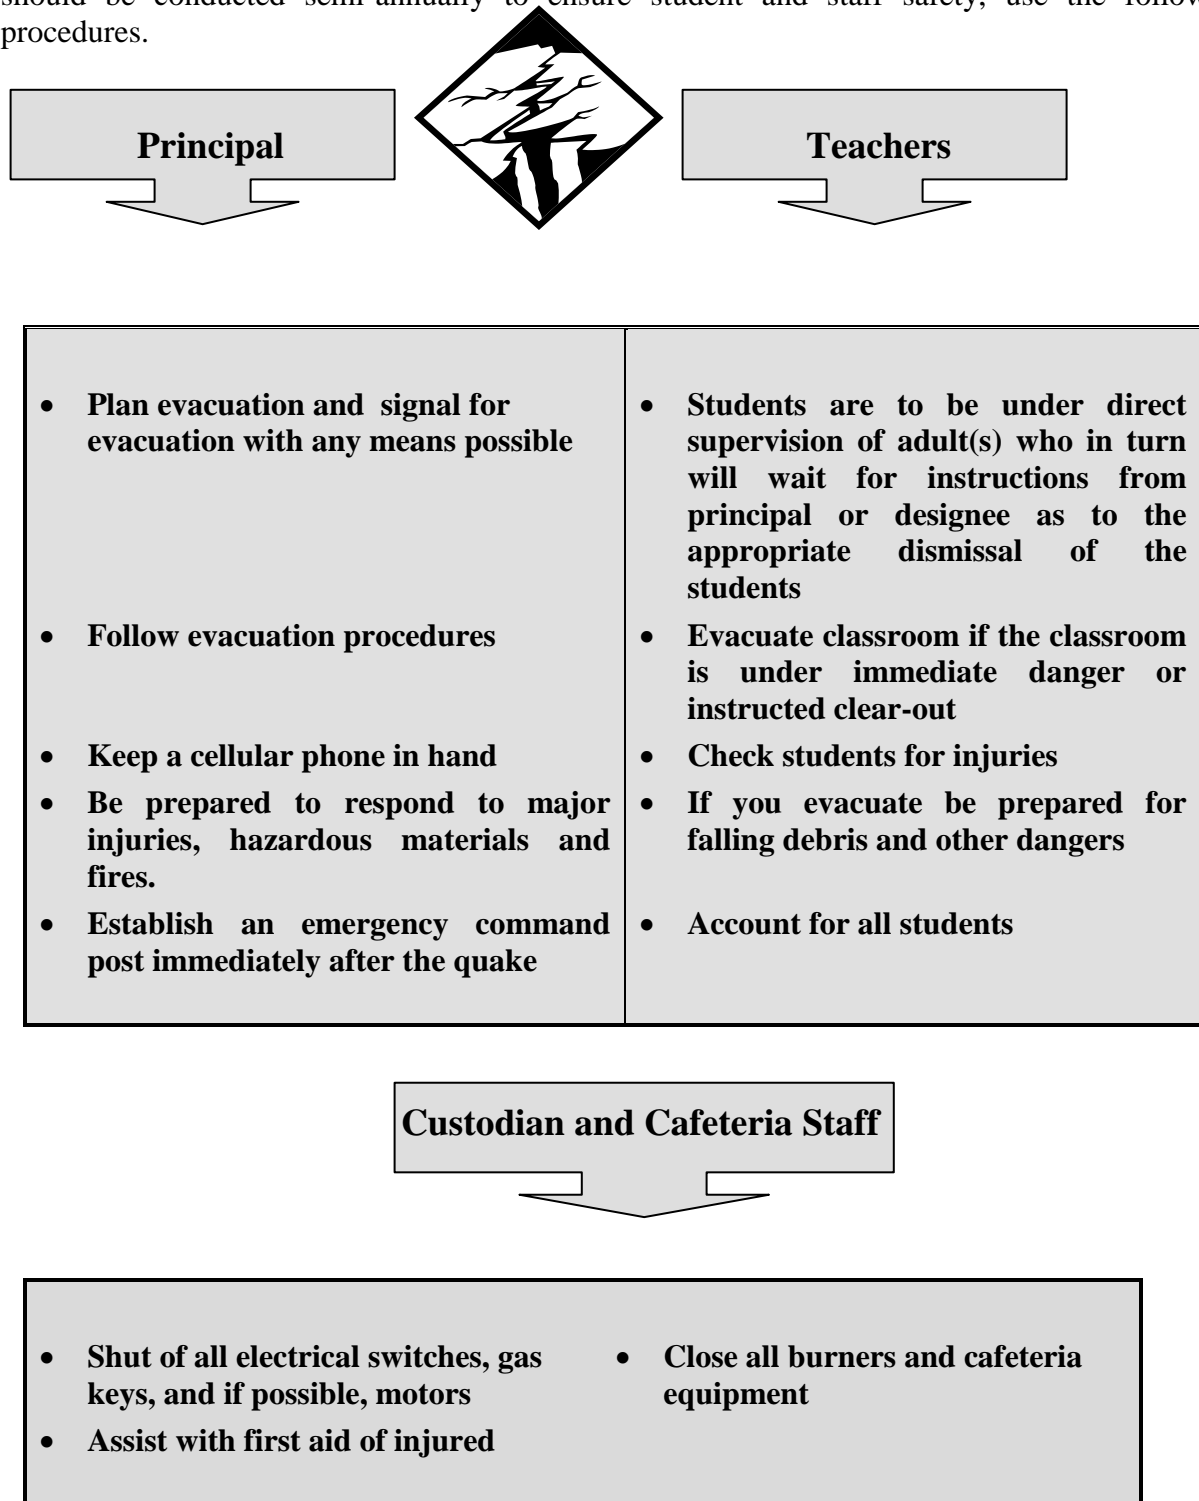 should be conducted semi-annually to ensure student and staff safety, use the follow
procedures.
Principal
Teachers
• Plan evacuation and signal for
evacuation with any means possible
• Students are to be under direct
supervision of adult(s) who in turn
will wait for instructions from
principal or designee as to the
appropriate dismissal of the
students
• Follow evacuation procedures
• Evacuate classroom if the classroom
is under immediate danger or
instructed clear-out
• Keep a cellular phone in hand
• Check students for injuries
• Be prepared to respond to major
injuries, hazardous materials and
fires.
• If you evacuate be prepared for
falling debris and other dangers
• Establish an emergency command
post immediately after the quake
• Account for all students
Custodian and Cafeteria Staff
• Shut of all electrical switches, gas
keys, and if possible, motors
• Close all burners and cafeteria
equipment
• Assist with first aid of injured